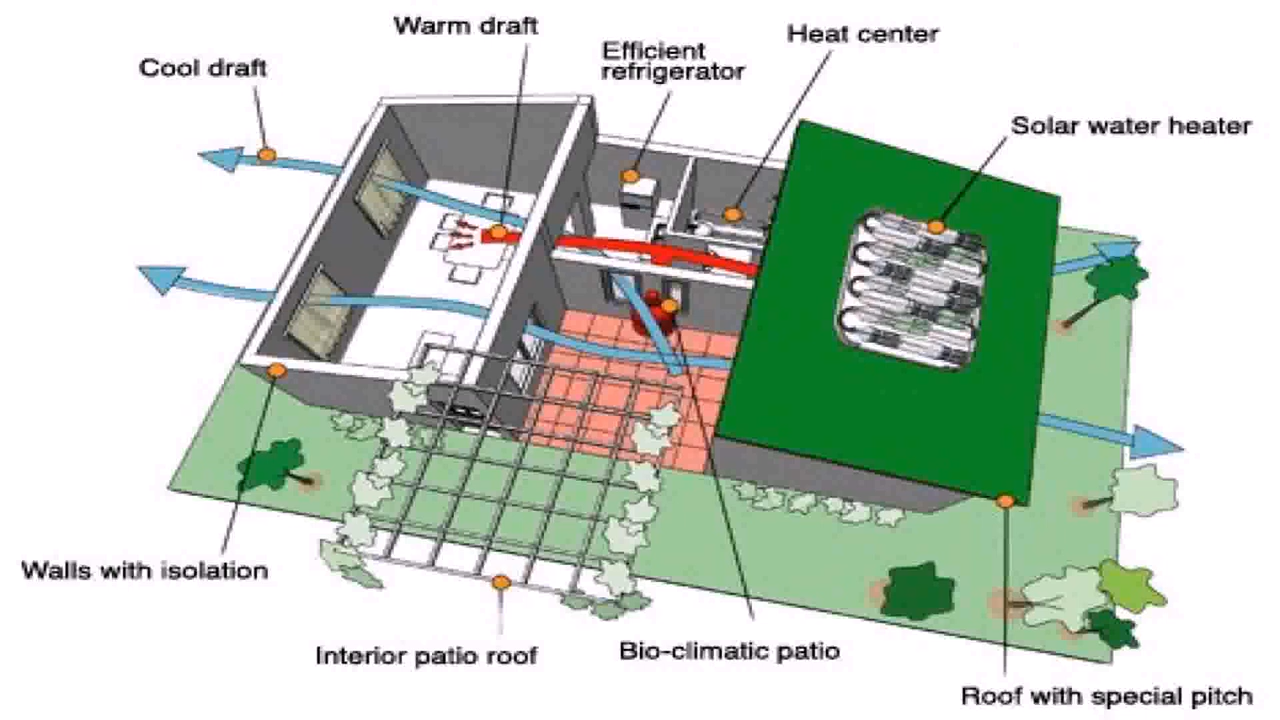 Warm draft
Cool draft
Efficient
refrigerator
Heat center
Solar water heater
Walls with isolation
Interior patio roof
Bio-climatic patio
Roof with special pitch